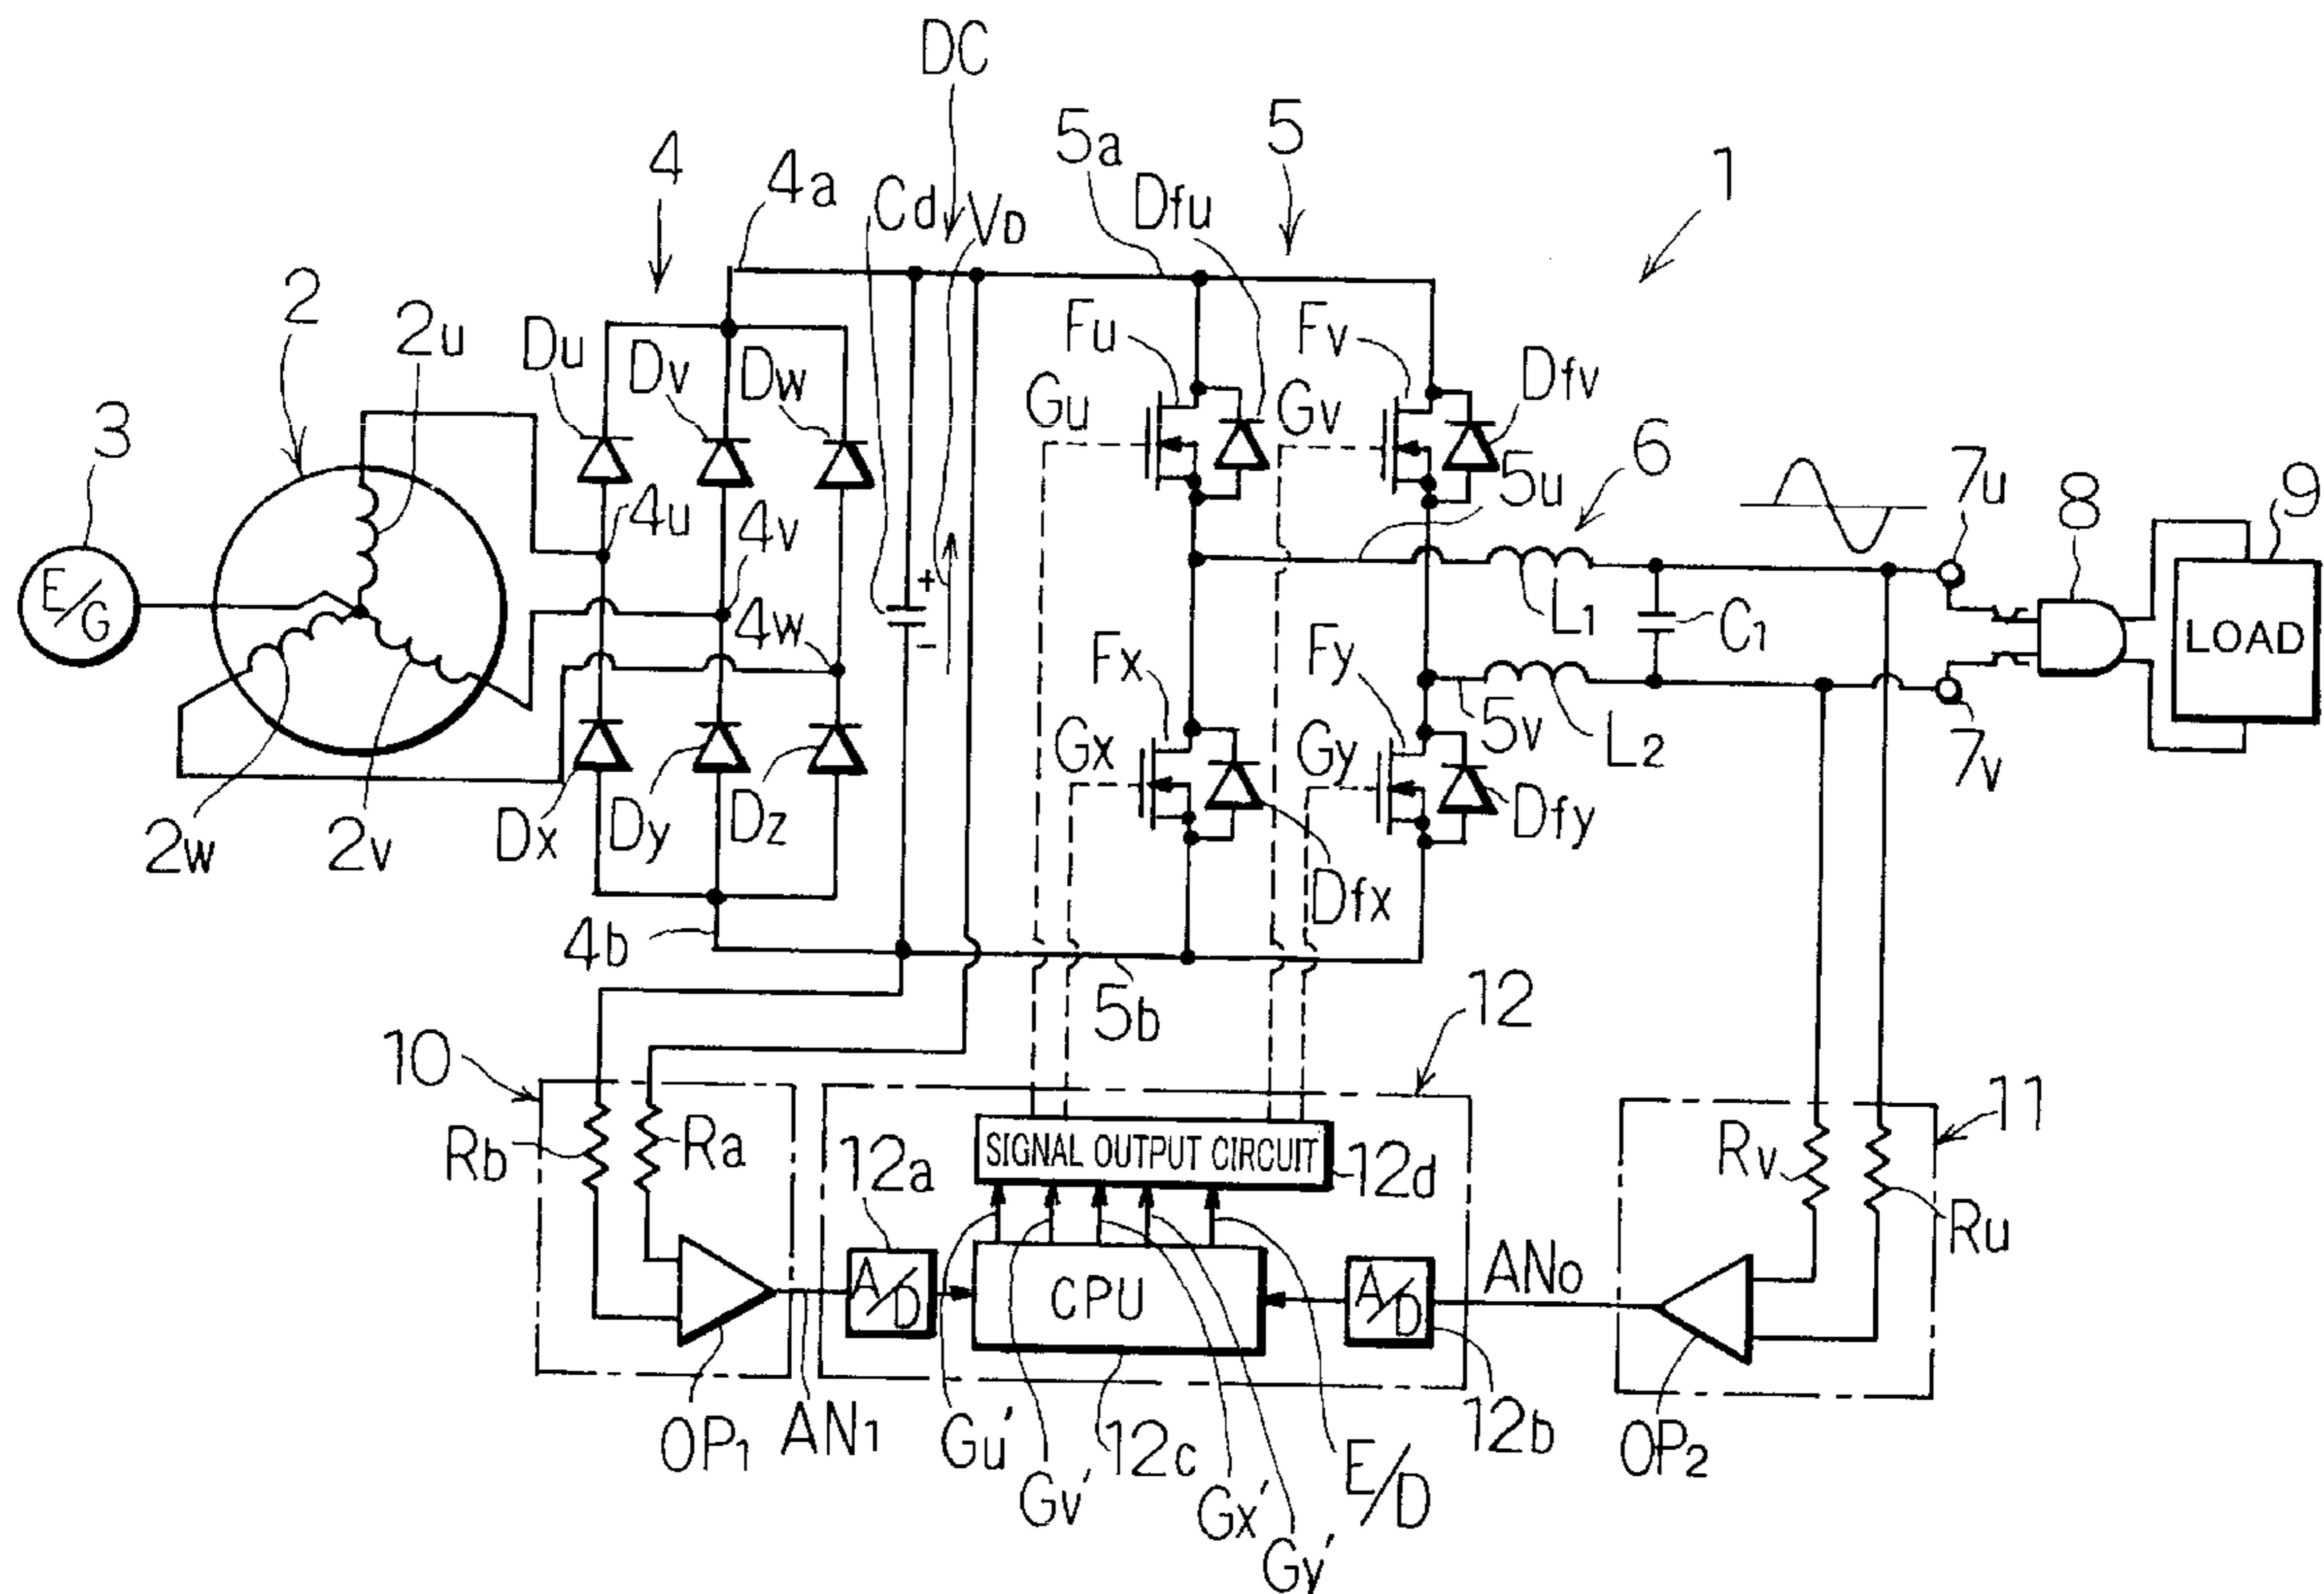 DC
4
4a
Cd
VD
5a
Dfu
5
1
2
2u
Du
Dv
Dw
Fu
Fv
Dfv
Gu
Gv
3
E/G
4u
4v
4w
+
-
5u
6
7u
8
9
L1
C1
LOAD
Fx
Fy
Gx
Gy
5v
L2
7v
2w
2v
Dx
Dy
Dz
Dfx
Dfy
4b
5b
12
10
11
Rb
Ra
12a
SIGNAL OUTPUT CIRCUIT
12d
Rv
Ru
A/D
CPU
A/D
ANo
OP1
AN1
Gu'
Gv'
12c
Gx'
Gy'
E/D
12b
OP2